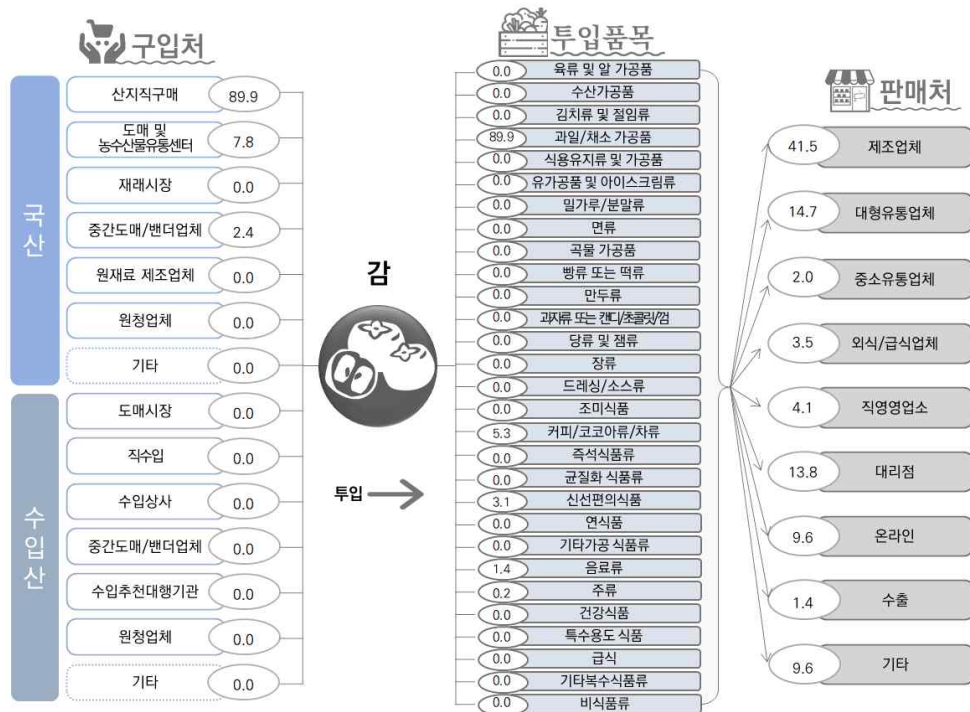 구입처
국산
산지직구매 89.9
도매 및
농수산물유통센터 7.8
재래시장 0.0
중간도매/밴더업체 2.4
원재료 제조업체 0.0
원청업체 0.0
기타 0.0
수입산
도매시장 0.0
직수입 0.0
수입상사 0.0
중간도매/밴더업체 0.0
수입추천대행기관 0.0
원청업체 0.0
기타 0.0
감
투입
투입품목
0.0 육류 및 알 가공품
0.0 수산가공품
0.0 김치류 및 절임류
89.9 과일/채소 가공품
0.0 식용유지류 및 가공품
0.0 유가공품 및 아이스크림류
0.0 밀가루/분말류
0.0 면류
0.0 곡물 가공품
0.0 빵류 또는 떡류
0.0 만두류
0.0 과자류 또는 캔디/초콜릿/껌
0.0 당류 및 잼류
0.0 장류
0.0 드레싱/소스류
0.0 조미식품
5.3 커피/코코아류/차류
0.0 즉석식품류
0.0 균질화 식품류
3.1 신선편의식품
0.0 연식품
0.0 기타가공 식품류
1.4 음료류
0.2 주류
0.0 건강식품
0.0 특수용도 식품
0.0 급식
0.0 기타복수식품류
0.0 비식품류
판매처
41.5 제조업체
14.7 대형유통업체
2.0 중소유통업체
3.5 외식/급식업체
4.1 직영영업소
13.8 대리점
9.6 온라인
1.4 수출
9.6 기타